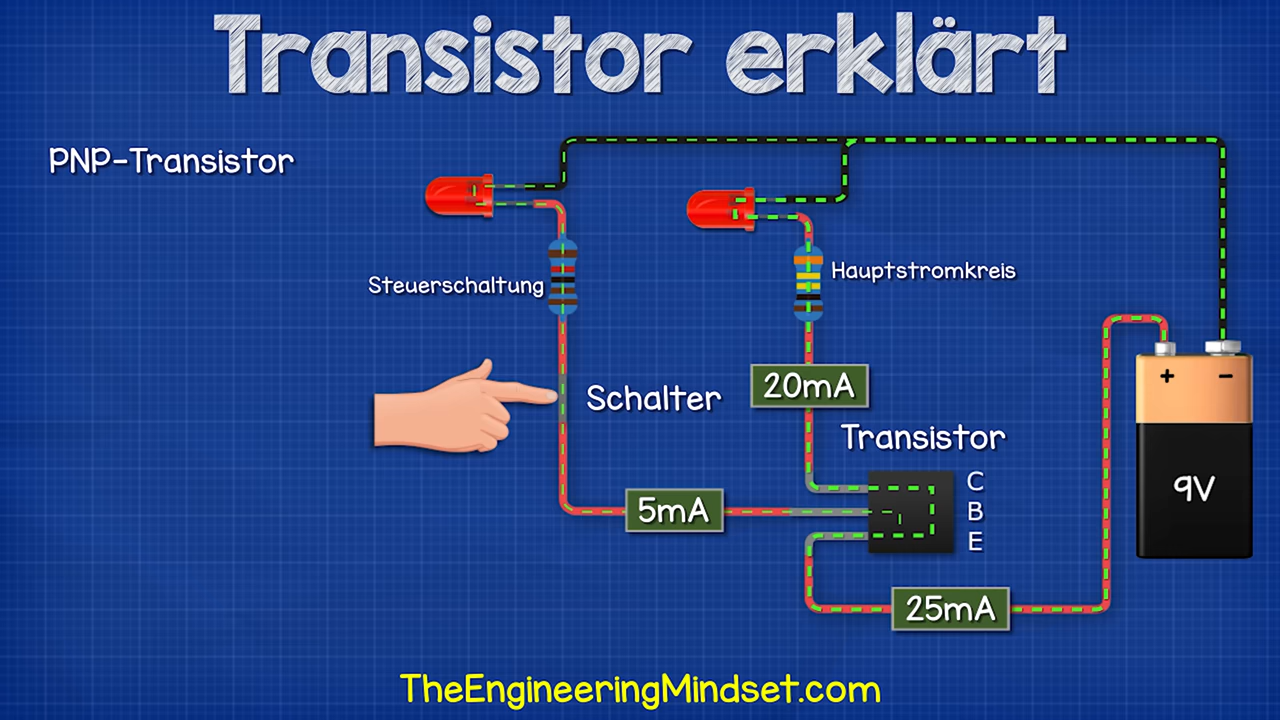 Transistor erklärt
PNP-Transistor
Steuerschaltung
Hauptstromkreis
Schalter
20mA
Transistor
C
B
E
5mA
25mA
+ -
9V
TheEngineeringMindset.com